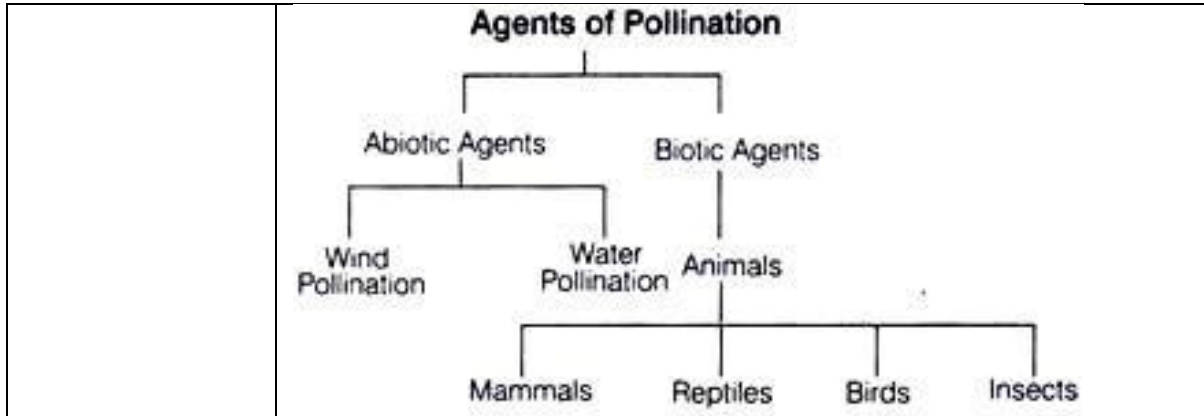 Agents of Pollination
Abiotic Agents
Biotic Agents
Wind
Pollination
Water
Pollination
Animals
Mammals
Reptiles
Birds
Insects